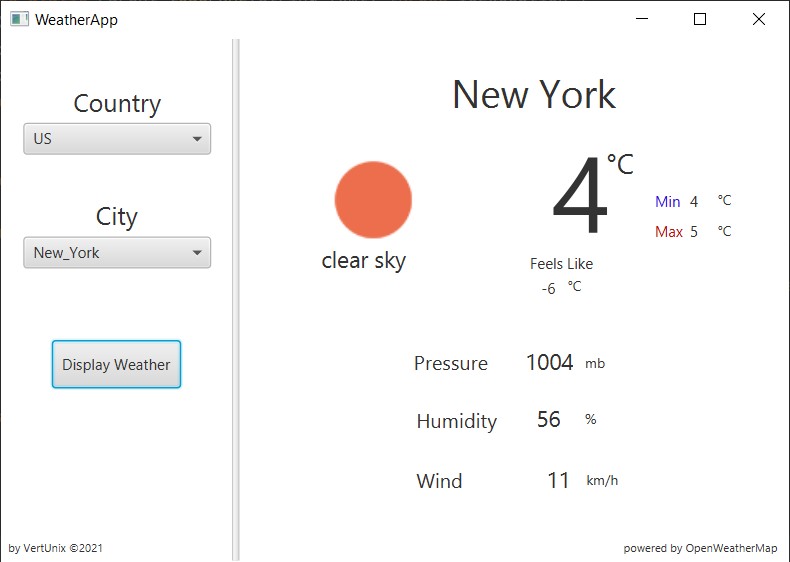 WeatherApp
Country
US
City
New_York
Display Weather
by VertUnix ©2021
New York
clear sky
4 °C
Min 4 °C
Max 5 °C
Feels Like
-6 °C
Pressure 1004 mb
Humidity 56 %
Wind 11 km/h
powered by OpenWeatherMap